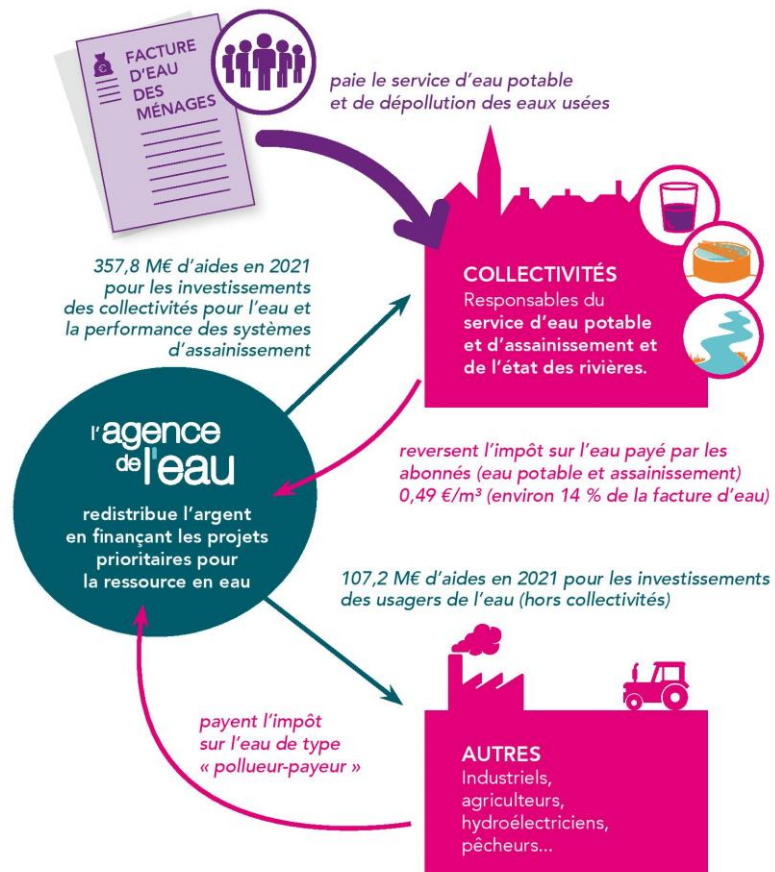 FACTURE
D'EAU
DES
MÉNAGES
paie le service d'eau potable
et de dépollution des eaux usées
357,8 M€ d'aides en 2021
pour les investissements
des collectivités pour l'eau et
la performance des systèmes
d'assainissement
COLLECTIVITÉS
Responsables du
service d'eau potable
et d'assainissement et
de l'état des rivières.
l'agence
de l'eau
redistribue l'argent
en finançant les projets
prioritaires pour
la ressource en eau
reversent l'impôt sur l'eau payé par les
abonnés (eau potable et assainissement)
0,49 €/m³ (environ 14 % de la facture d'eau)
107,2 M€ d'aides en 2021 pour les investissements
des usagers de l'eau (hors collectivités)
payent l'impôt
sur l'eau de type
« pollueur-payeur »
AUTRES
Industriels,
agriculteurs,
hydroélectriciens,
pêcheurs...